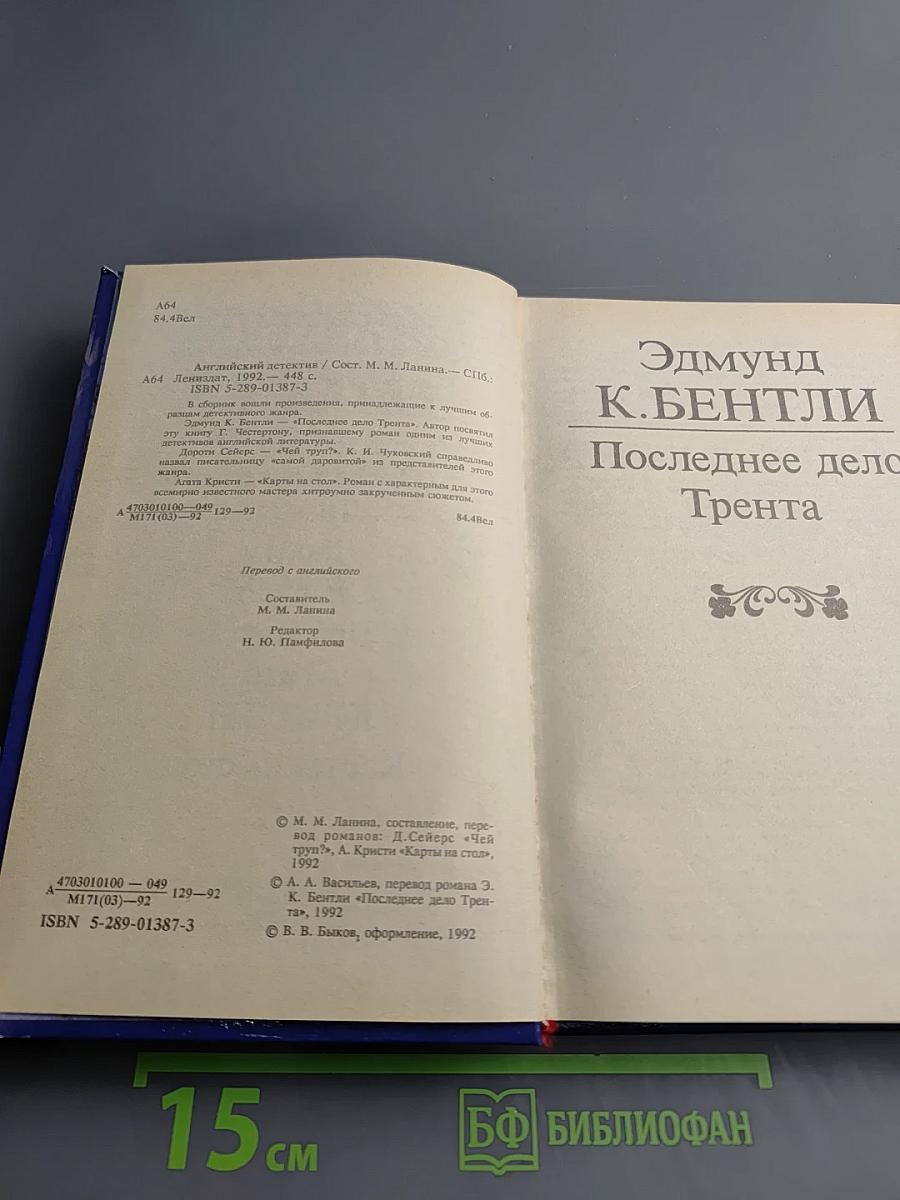 А64
84.4Вел
Английский детектив / Сост. М. М. Ланина.— СПб.:
А64 Лениздат, 1992.— 448 с.
ISBN 5-289-01387-3
В сборник вошли произведения, принадлежащие к лучшим об-
разцам детективного жанра.
Эдмунд К. Бентли — «Последнее дело Трента». Автор посвятил
эту книгу Г. Честертону, признавшему роман одним из лучших
детективов английской литературы.
Дороти Сейерс — «Чей труп?». К. И. Чуковский справедливо
назвал писательницу «самой даровитой» из представителей этого
жанра.
Агата Кристи — «Карты на стол». Роман с характерным для этого
всемирно известного мастера хитроумно закрученным сюжетом.
А 4703010100—049
М171(03)—92 129—92
84.4Вел
Перевод с английского
Составитель
М. М. Ланина
Редактор
Н. Ю. Памфилова
© М. М. Ланина, составление, пере-
вод романов: Д.Сейерс «Чей
труп?», А. Кристи «Карты на стол»,
1992
© А. А. Васильев, перевод романа Э.
К. Бентли «Последнее дело Трен-
та», 1992
© В. В. Быков, оформление, 1992
А 4703010100 — 049
М171(03)—92 129—92
ISBN 5-289-01387-3
Эдмунд
К.БЕНТЛИ
Последнее дело
Трента
15 см
БФ БИБЛИОФАН